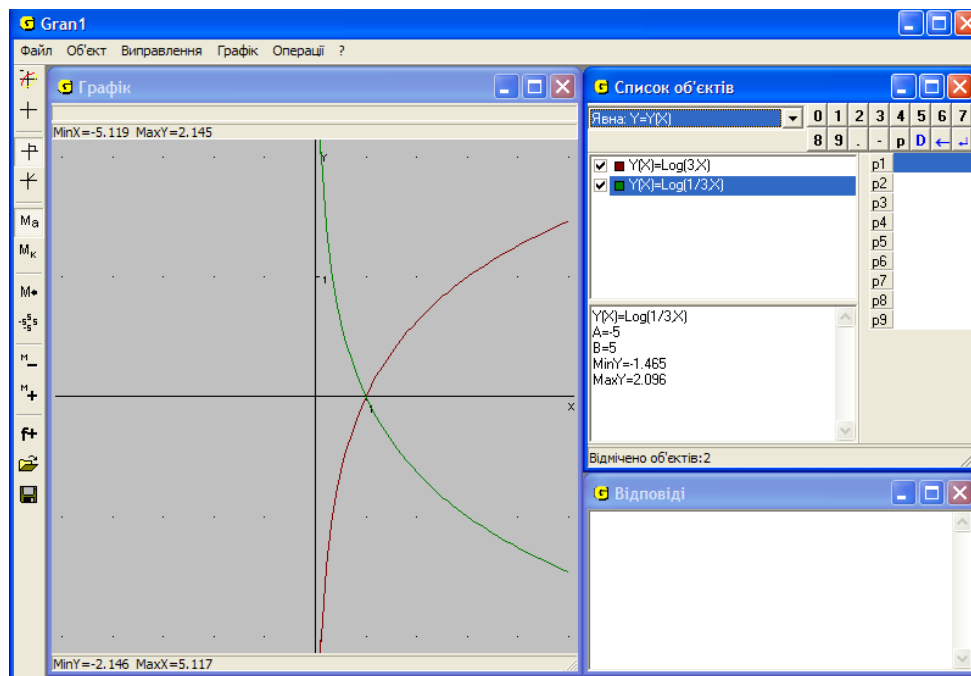 Gran1
Файл Об'єкт Виправлення Графік Операції ?
Графік
MinX=-5.119 MaxY=2.145
Y
1
1
X
MinY=-2.146 MaxX=5.117
Ma
Mк
M
-5 5 5 5
M
M
f+
Список об'єктів
Явна: Y=Y(X)
0 1 2 3 4 5 6 7
8 9 . - p D ← ↵
Y(X)=Log(3,X)
Y(X)=Log(1/3,X)
p1
p2
p3
p4
p5
p6
p7
p8
p9
Y(X)=Log(1/3,X)
A=-5
B=5
MinY=-1.465
MaxY=2.096
Відмічено об'єктів:2
Відповіді